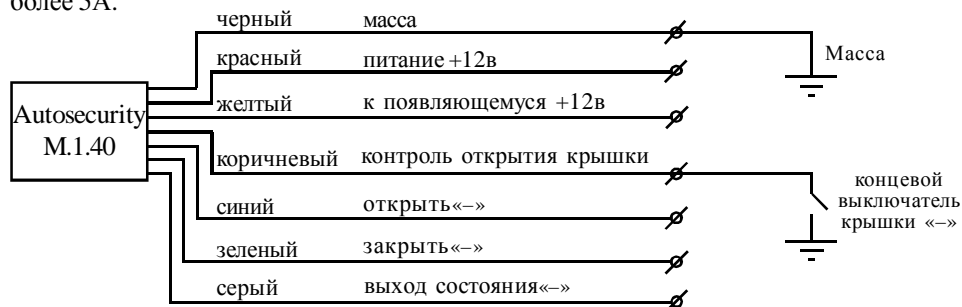 более 5А.
черный масса
Масса
красный питание +12в
желтый к появляющемуся +12в
Autosecurity
М.1.40
коричневый контроль открытия крышки
концевой
выключатель
крышки «–»
синий открыть«–»
зеленый закрыть«–»
серый выход состояния«–»